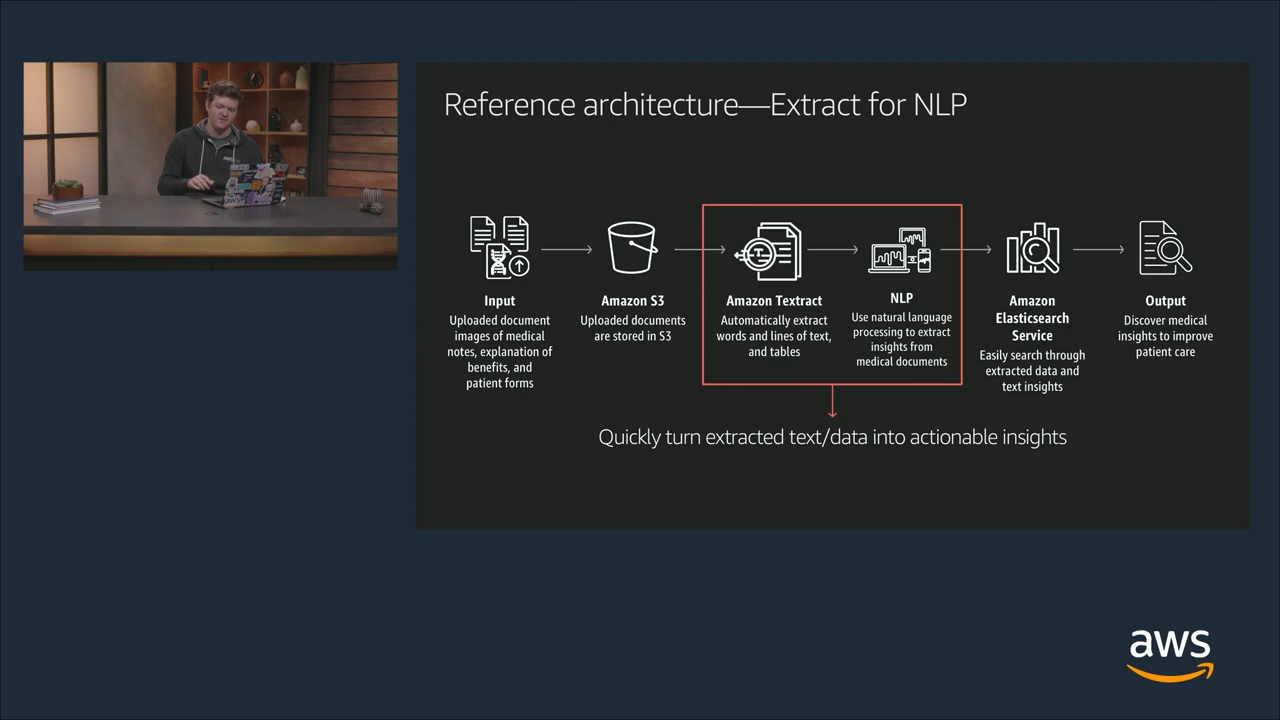 Reference architecture—Extract for NLP
Input
Uploaded document
images of medical
notes, explanation of
benefits, and
patient forms
Amazon S3
Uploaded documents
are stored in S3
Amazon Textract
Automatically extract
words and lines of text,
and tables
NLP
Use natural language
processing to extract
insights from
medical documents
Amazon
Elasticsearch
Service
Easily search through
extracted data and
text insights
Output
Discover medical
insights to improve
patient care
Quickly turn extracted text/data into actionable insights
aws
aws